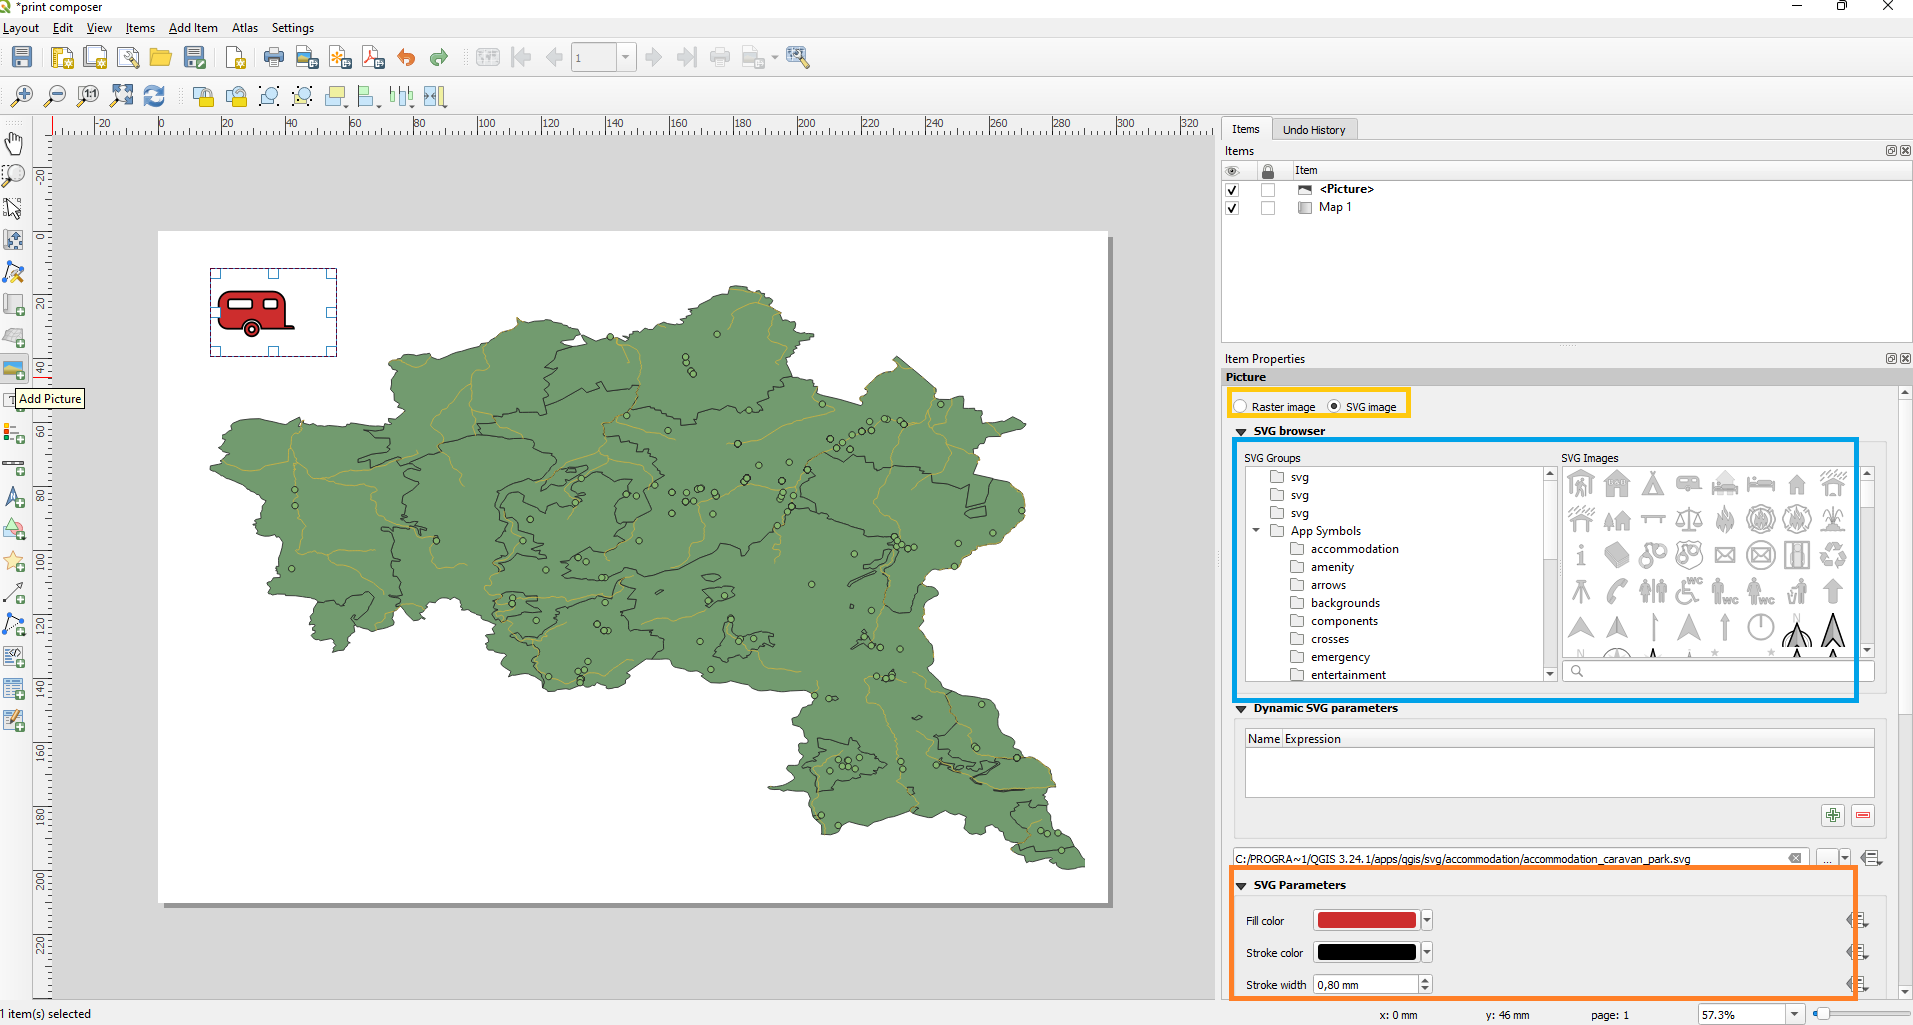 *print composer
Layout Edit View Items Add Item Atlas Settings
1
1:1
-20 0 20 40 60 80 100 120 140 160 180 200 220 240 260 280 300 320
-20
0
20
40
60
80
100
120
140
160
180
200
220
Add Picture
Items Undo History
Items
Item
<Picture>
Map 1
Item Properties
Picture
Raster image SVG image
SVG browser
SVG Groups SVG Images
svg
svg
svg
App Symbols
accommodation
amenity
arrows
backgrounds
components
crosses
emergency
entertainment
Dynamic SVG parameters
Name Expression
C:/PROGRA~1/QGIS 3.24.1/apps/qgis/svg/accommodation/accommodation_caravan_park.svg
...
SVG Parameters
Fill color
Stroke color
Stroke width 0,80 mm
1 item(s) selected x: 0 mm y: 46 mm page: 1 57.3%